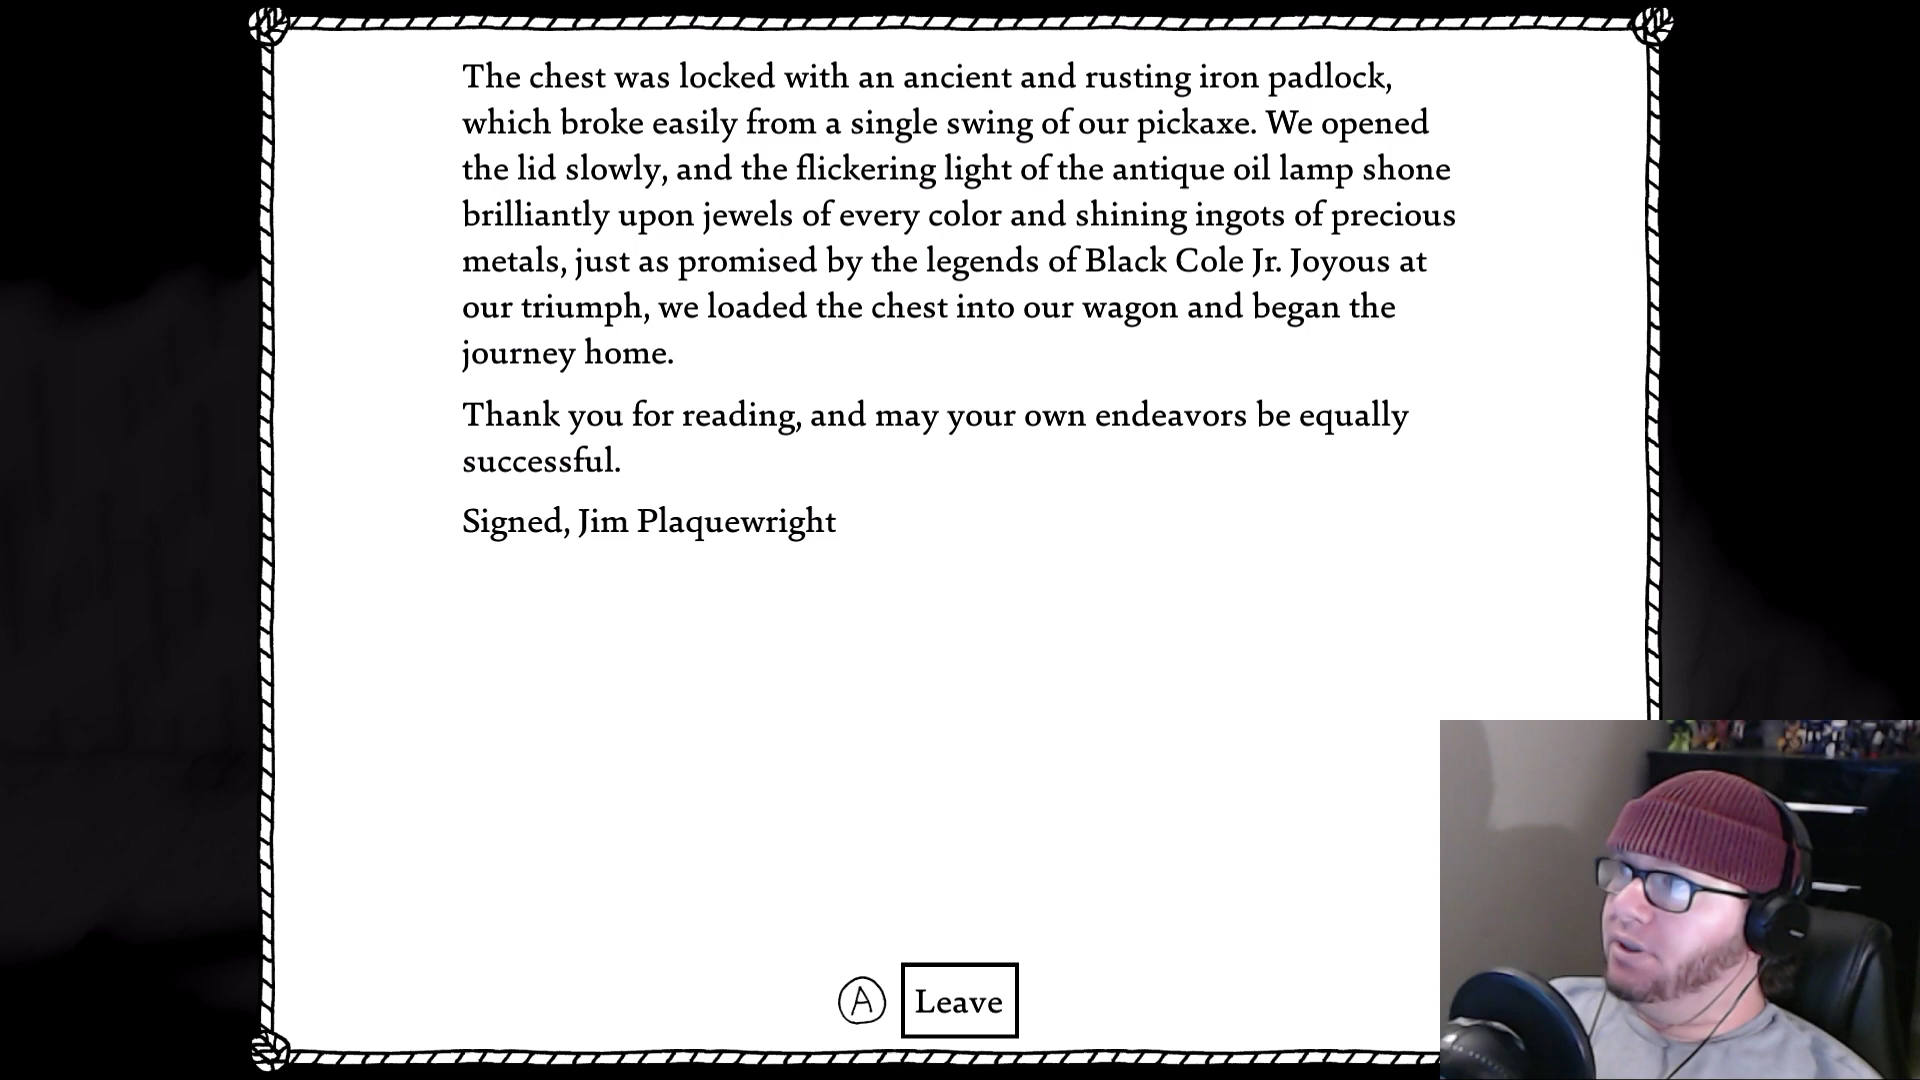 The chest was locked with an ancient and rusting iron padlock,
which broke easily from a single swing of our pickaxe. We opened
the lid slowly, and the flickering light of the antique oil lamp shone
brilliantly upon jewels of every color and shining ingots of precious
metals, just as promised by the legends of Black Cole Jr. Joyous at
our triumph, we loaded the chest into our wagon and began the
journey home.
Thank you for reading, and may your own endeavors be equally
successful.
Signed, Jim Plaquewright
A Leave